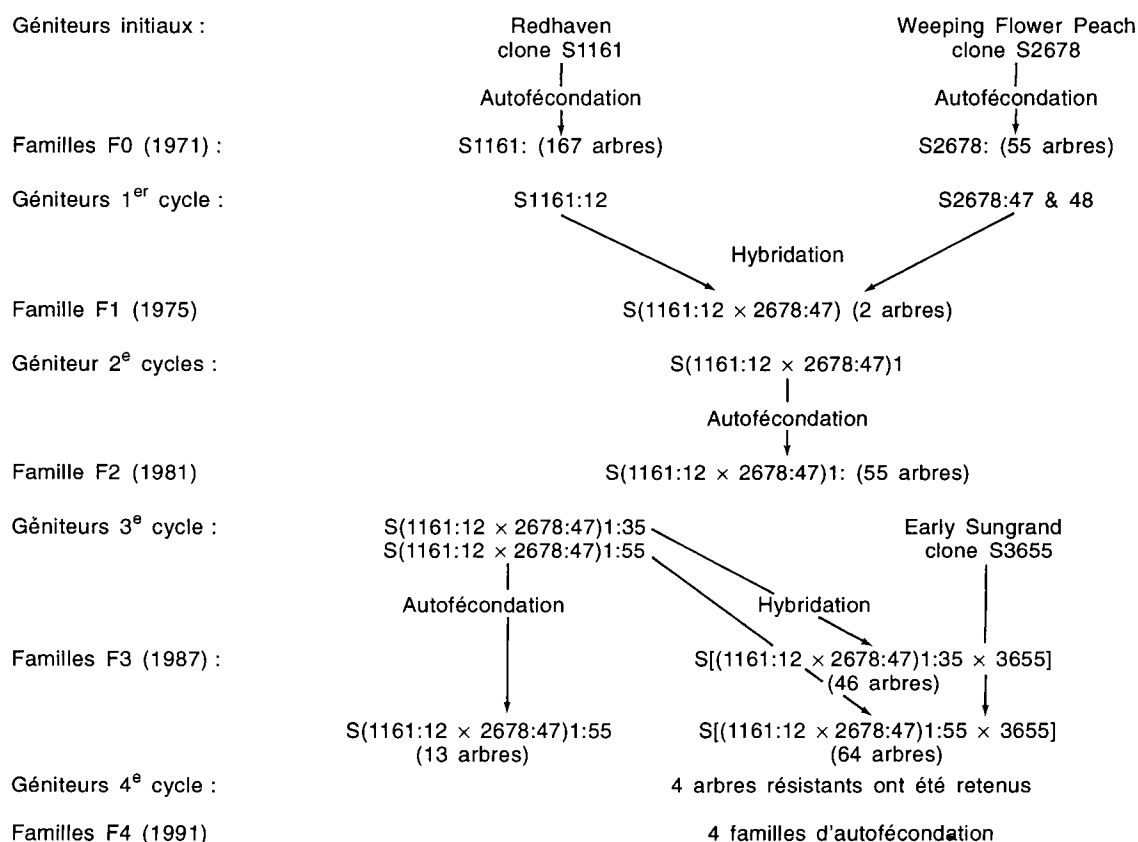 Géniteurs initiaux :
Redhaven
clone S1161
Weeping Flower Peach
clone S2678
Autofécondation
Autofécondation
Familles F0 (1971) :
S1161: (167 arbres)
S2678: (55 arbres)
Géniteurs 1er cycle :
S1161:12
S2678:47 & 48
Hybridation
Famille F1 (1975)
S(1161:12 × 2678:47) (2 arbres)
Géniteur 2e cycles :
S(1161:12 × 2678:47)1
Autofécondation
Famille F2 (1981)
S(1161:12 × 2678:47)1: (55 arbres)
Géniteurs 3e cycle :
S(1161:12 × 2678:47)1:35
S(1161:12 × 2678:47)1:55
Early Sungrand
clone S3655
Autofécondation
Hybridation
Familles F3 (1987) :
S[(1161:12 × 2678:47)1:35 × 3655]
(46 arbres)
S(1161:12 × 2678:47)1:55
(13 arbres)
S[(1161:12 × 2678:47)1:55 × 3655]
(64 arbres)
Géniteurs 4e cycle :
4 arbres résistants ont été retenus
Familles F4 (1991)
4 familles d'autofécondation